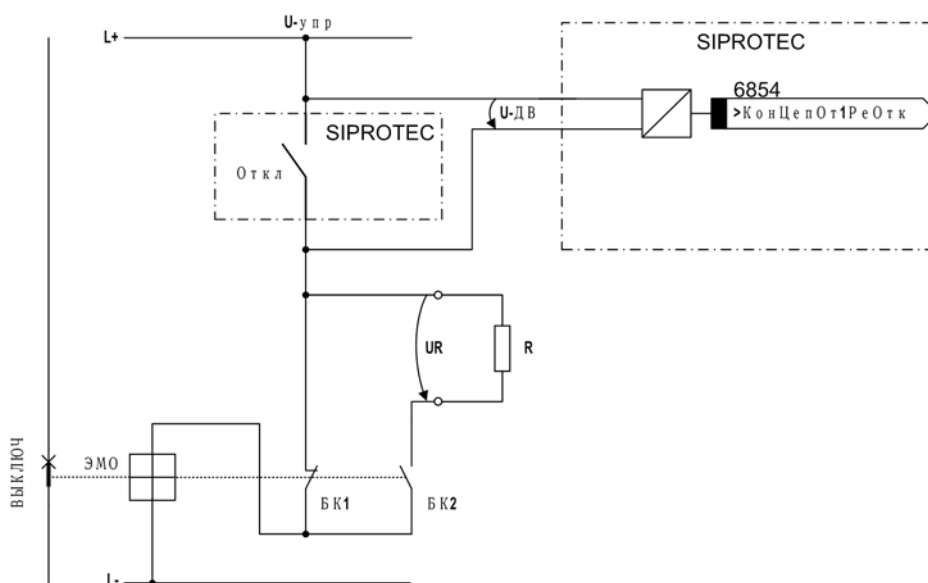 U-упр
L+
SIPROTEC
6854
>КонЦепОт1РеОтк
U-ДВ
SIPROTEC
Откл
UR
R
ВЫКЛЮЧ
ЭМО
БК1
БК2
L-